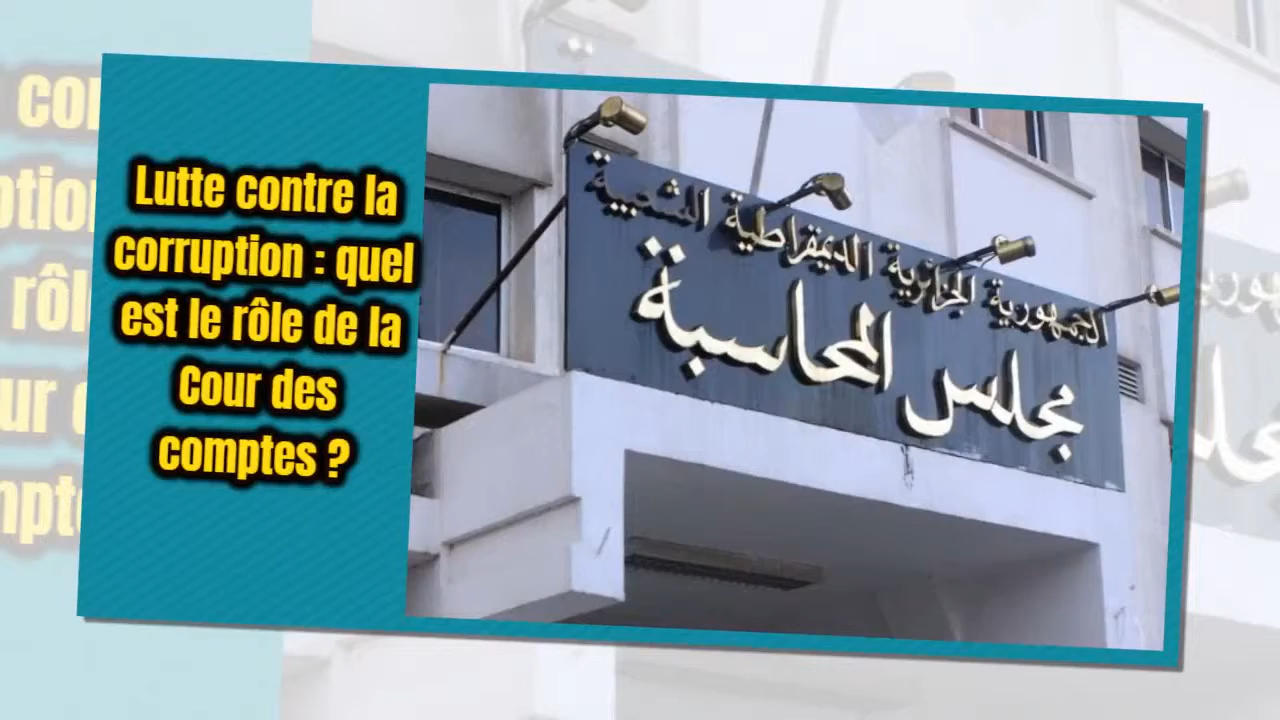 Lutte contre la
corruption : quel
est le rôle de la
Cour des
comptes ?
الجمهورية الجزائرية الديمقراطية الشعبية
مجلس المحاسبة